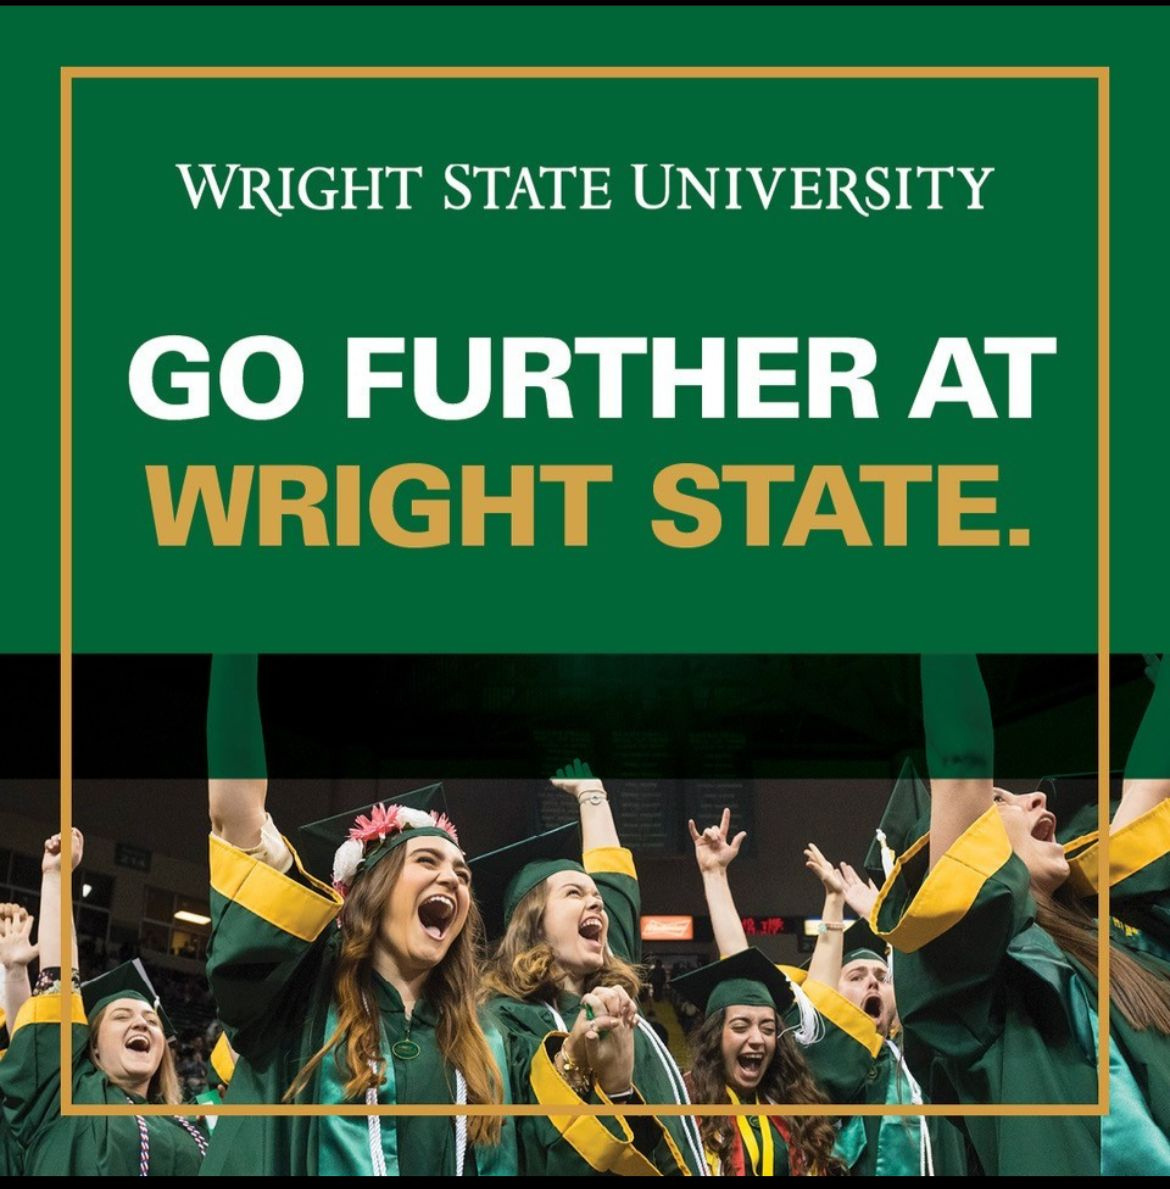 WRIGHT STATE UNIVERSITY
GO FURTHER AT
WRIGHT STATE.